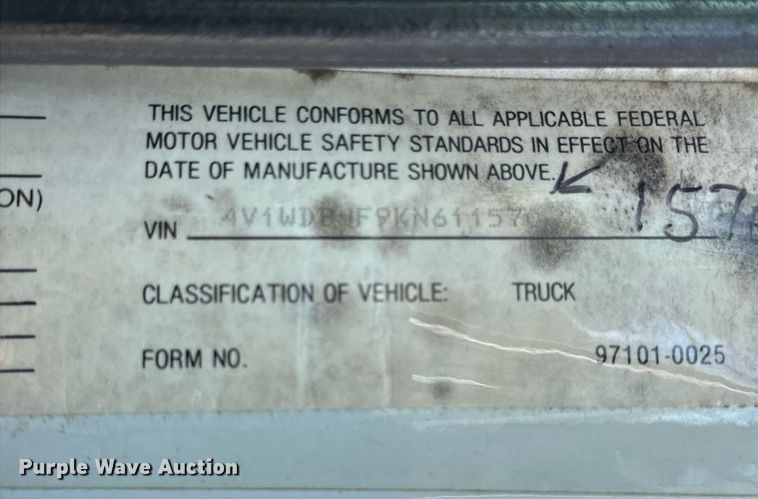 THIS VEHICLE CONFORMS TO ALL APPLICABLE FEDERAL
MOTOR VEHICLE SAFETY STANDARDS IN EFFECT ON THE
DATE OF MANUFACTURE SHOWN ABOVE.
ON)
VIN
CLASSIFICATION OF VEHICLE: TRUCK
FORM NO. 97101-0025
Purple Wave Auction